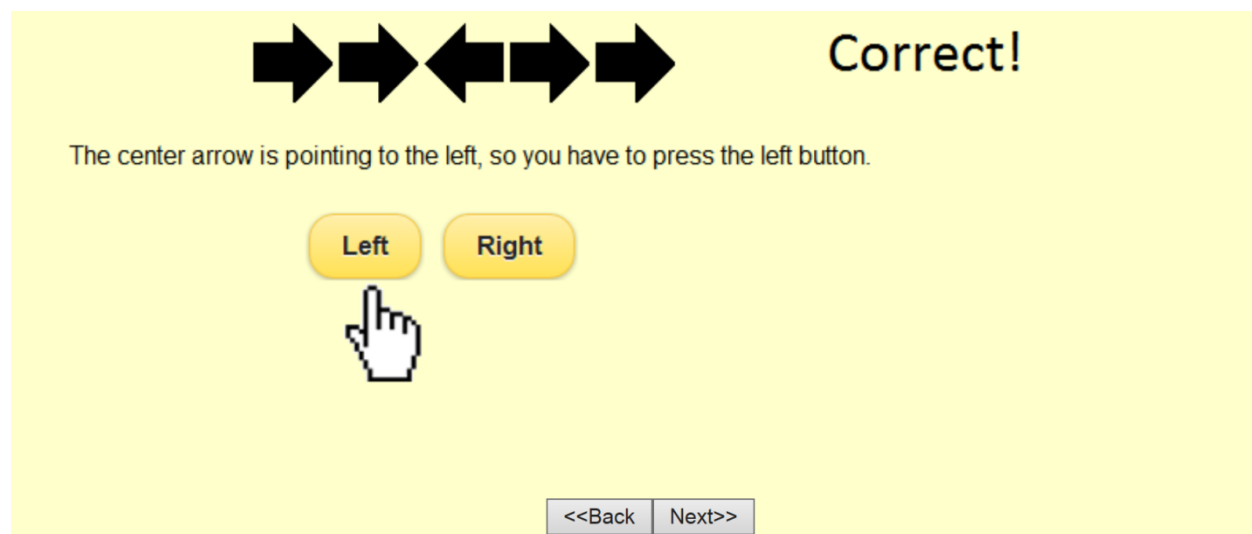 Correct!
The center arrow is pointing to the left, so you have to press the left button.
Left Right
<<Back Next>>